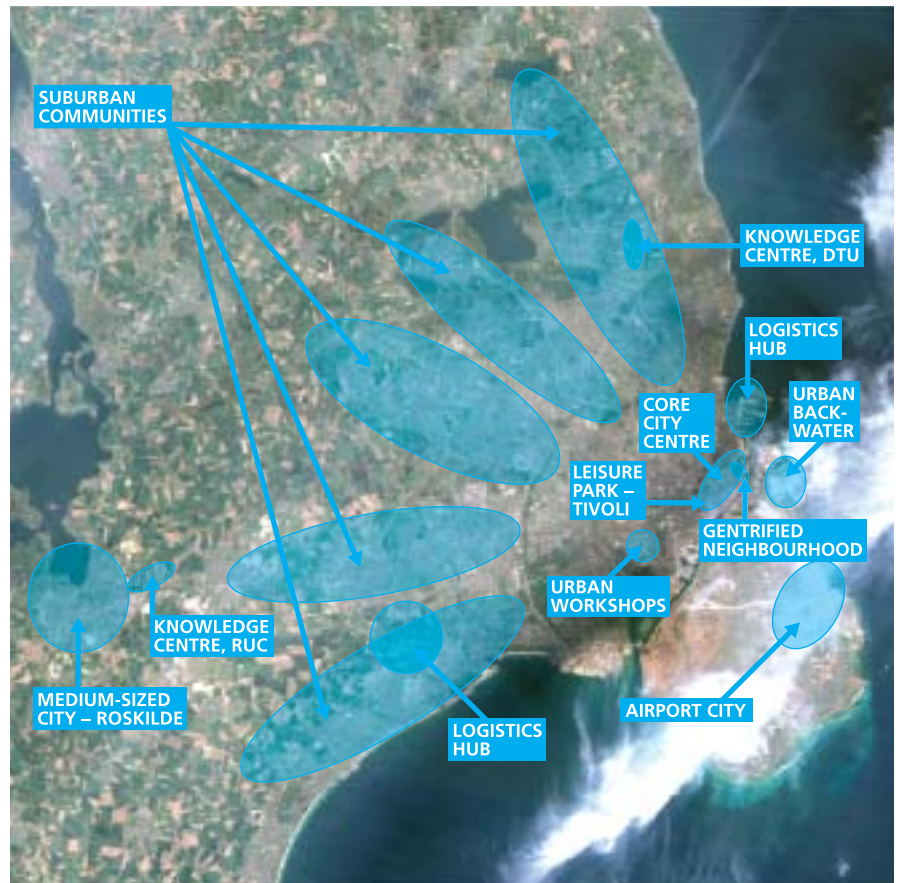 SUBURBAN
COMMUNITIES
KNOWLEDGE
CENTRE, DTU
LOGISTICS
HUB
URBAN
BACK-
WATER
CORE
CITY
CENTRE
LEISURE
PARK –
TIVOLI
GENTRIFIED
NEIGHBOURHOOD
URBAN
WORKSHOPS
KNOWLEDGE
CENTRE, RUC
MEDIUM-SIZED
CITY – ROSKILDE
AIRPORT CITY
LOGISTICS
HUB